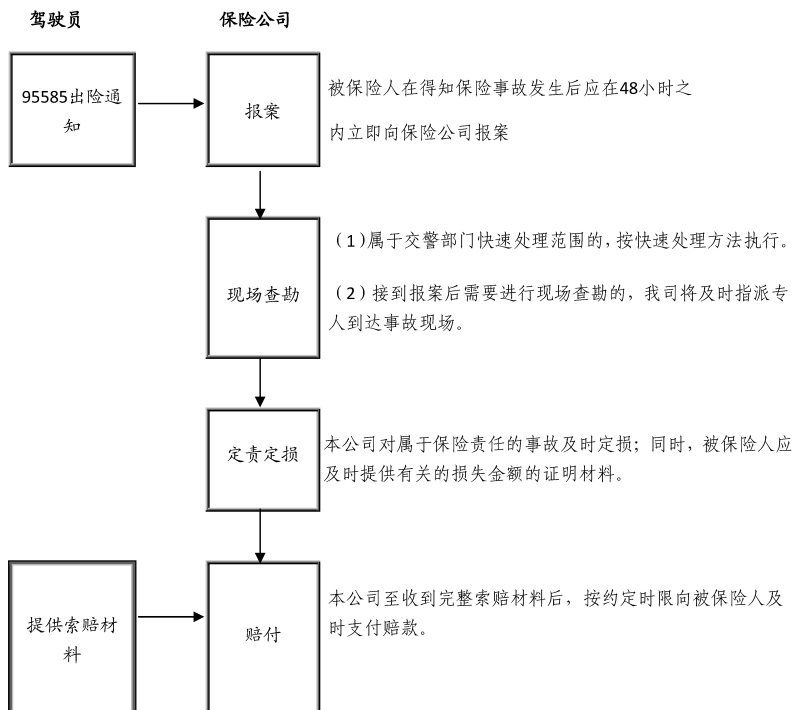 驾驶员 保险公司
95585出险通
知
报案
被保险人在得知保险事故发生后应在48小时之
内立即向保险公司报案
现场查勘
（1）属于交警部门快速处理范围的，按快速处理方法执行。
（2）接到报案后需要进行现场查勘的，我司将及时指派专
人到达事故现场。
定责定损
本公司对属于保险责任的事故及时定损；同时，被保险人应
及时提供有关的损失金额的证明材料。
提供索赔材
料
赔付
本公司至收到完整索赔材料后，按约定时限向被保险人及
时支付赔款。